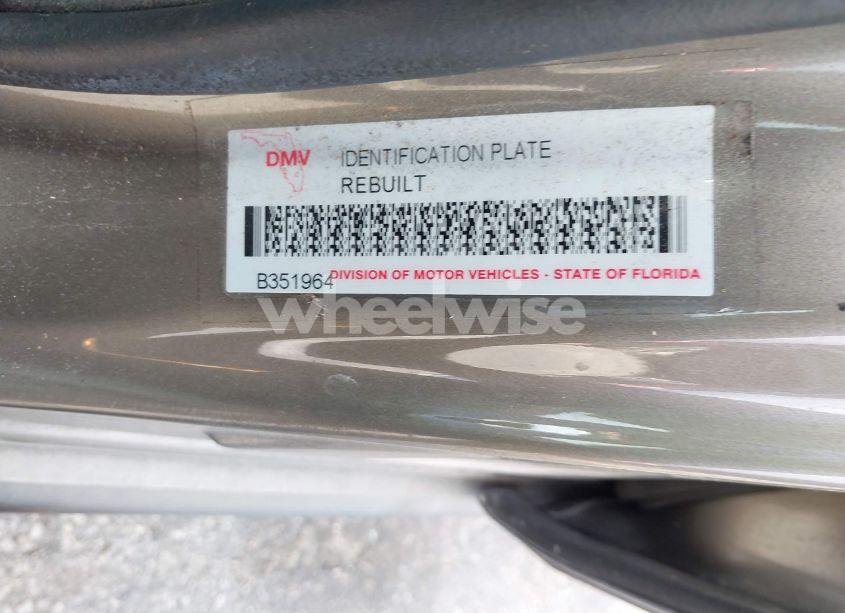 DMV IDENTIFICATION PLATE
REBUILT
B351964 DIVISION OF MOTOR VEHICLES - STATE OF FLORIDA
wheelwise